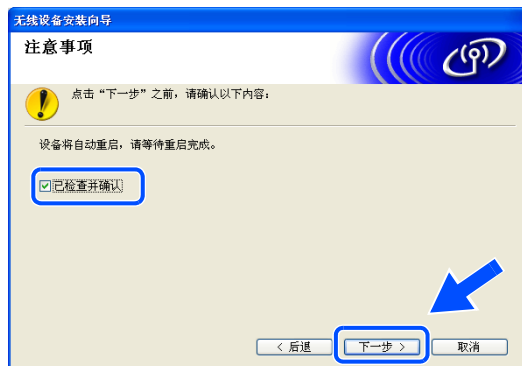 无线设备安装向导
注意事项
点击“下一步”之前，请确认以下内容：
设备将自动重启，请等待重启完成。
已检查并确认
< 后退
下一步 >
取消